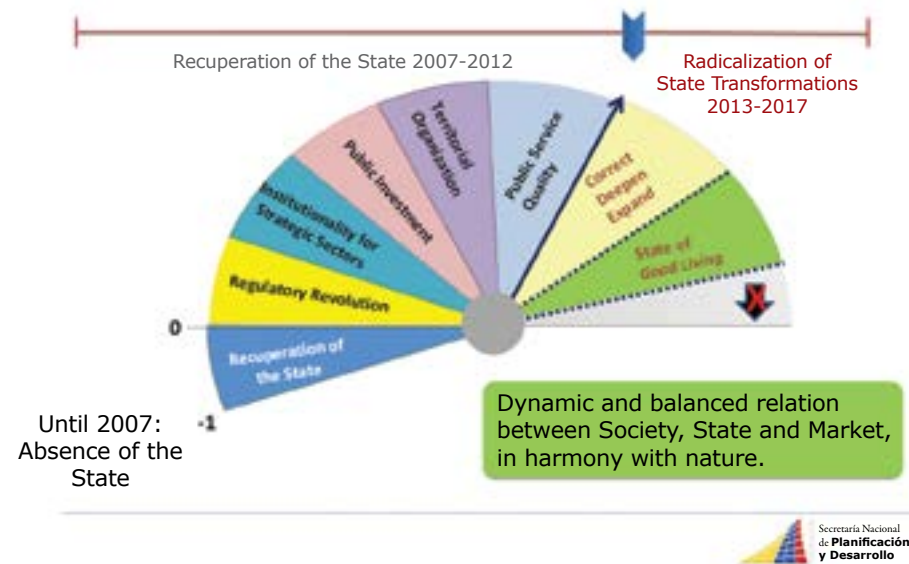 Recuperation of the State 2007-2012
Radicalization of
State Transformations
2013-2017
Territorial
Organization
Public Service
Quality
Public Investment
Correct
Deepen
Expand
Institutionality for
Strategic Sectors
State of
Good Living
Regulatory Revolution
X
0
Recuperation of
the State
-1
Until 2007:
Absence of the
State
Dynamic and balanced relation
between Society, State and Market,
in harmony with nature.
Secretaría Nacional
de Planificación
y Desarrollo